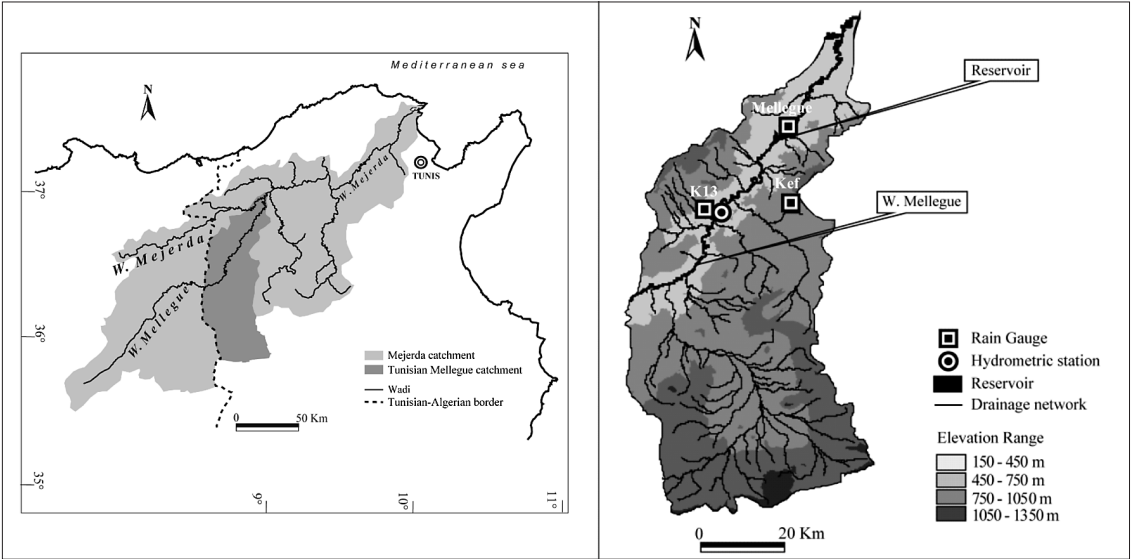 Mediterranean sea
N
TUNIS
W. Mejerda
W. Mejerda
W. Mellegue
37°
36°
35°
9°
10°
11°
Mejerda catchment
Tunisian Mellegue catchment
Wadi
Tunisian-Algerian border
0 50 Km
N
Reservoir
Mellegue
K13
Kef
W. Mellegue
Rain Gauge
Hydrometric station
Reservoir
Drainage network
Elevation Range
150 - 450 m
450 - 750 m
750 - 1050 m
1050 - 1350 m
0 20 Km